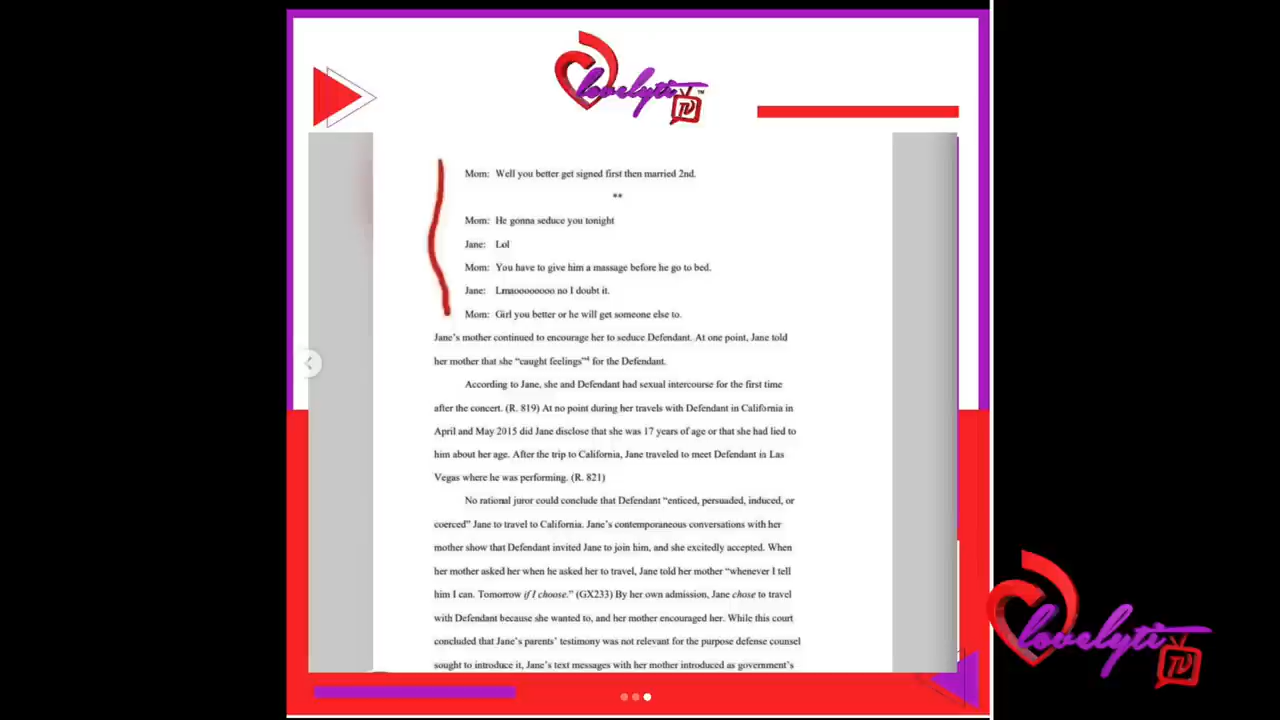 lovelyti TV™
Mom: Well you better get signed first then married 2nd.
**
Mom: He gonna seduce you tonight
Jane: Lol
Mom: You have to give him a massage before he go to bed.
Jane: Lmaooooooooo no I doubt it.
Mom: Girl you better or he will get someone else to.
Jane's mother continued to encourage her to seduce Defendant. At one point, Jane told
her mother that she "caught feelings"⁴ for the Defendant.
According to Jane, she and Defendant had sexual intercourse for the first time
after the concert. (R. 819) At no point during her travels with Defendant in California in
April and May 2015 did Jane disclose that she was 17 years of age or that she had lied to
him about her age. After the trip to California, Jane traveled to meet Defendant in Las
Vegas where he was performing. (R. 821)
No rational juror could conclude that Defendant "enticed, persuaded, induced, or
coerced" Jane to travel to California. Jane's contemporaneous conversations with her
mother show that Defendant invited Jane to join him, and she excitedly accepted. When
her mother asked her when he asked her to travel, Jane told her mother "whenever I tell
him I can. Tomorrow if I choose." (GX233) By her own admission, Jane chose to travel
with Defendant because she wanted to, and her mother encouraged her. While this court
concluded that Jane's parents' testimony was not relevant for the purpose defense counsel
sought to introduce it, Jane's text messages with her mother introduced as government's
lovelyti TV